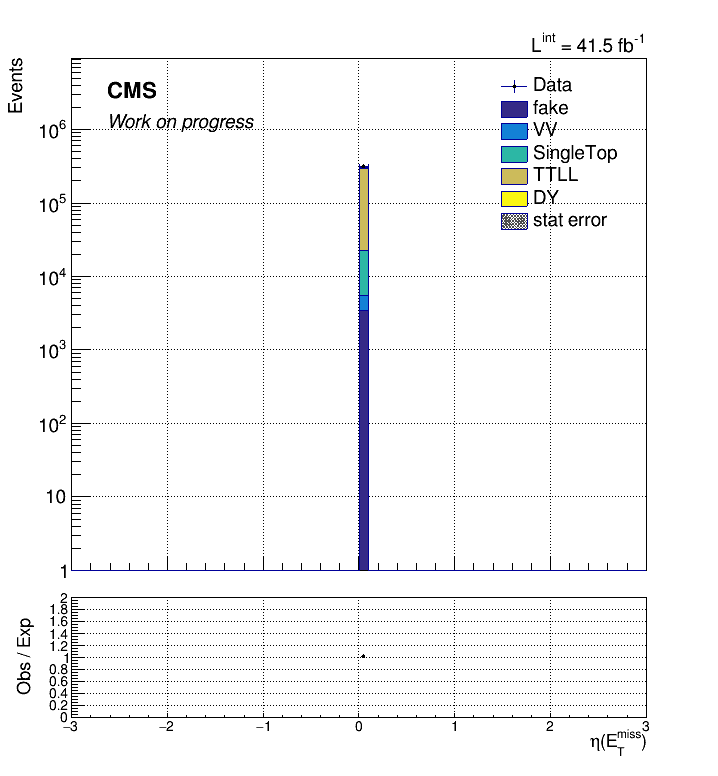 L^int = 41.5 fb^-1
Events
CMS
Work on progress
Data
fake
VV
SingleTop
TTLL
DY
stat error
10^6
10^5
10^4
10^3
10^2
10
1
Obs / Exp
2
1.8
1.6
1.4
1.2
1
0.8
0.6
0.4
0.2
0
−3 −2 −1 0 1 2 3
η(E_T^miss)